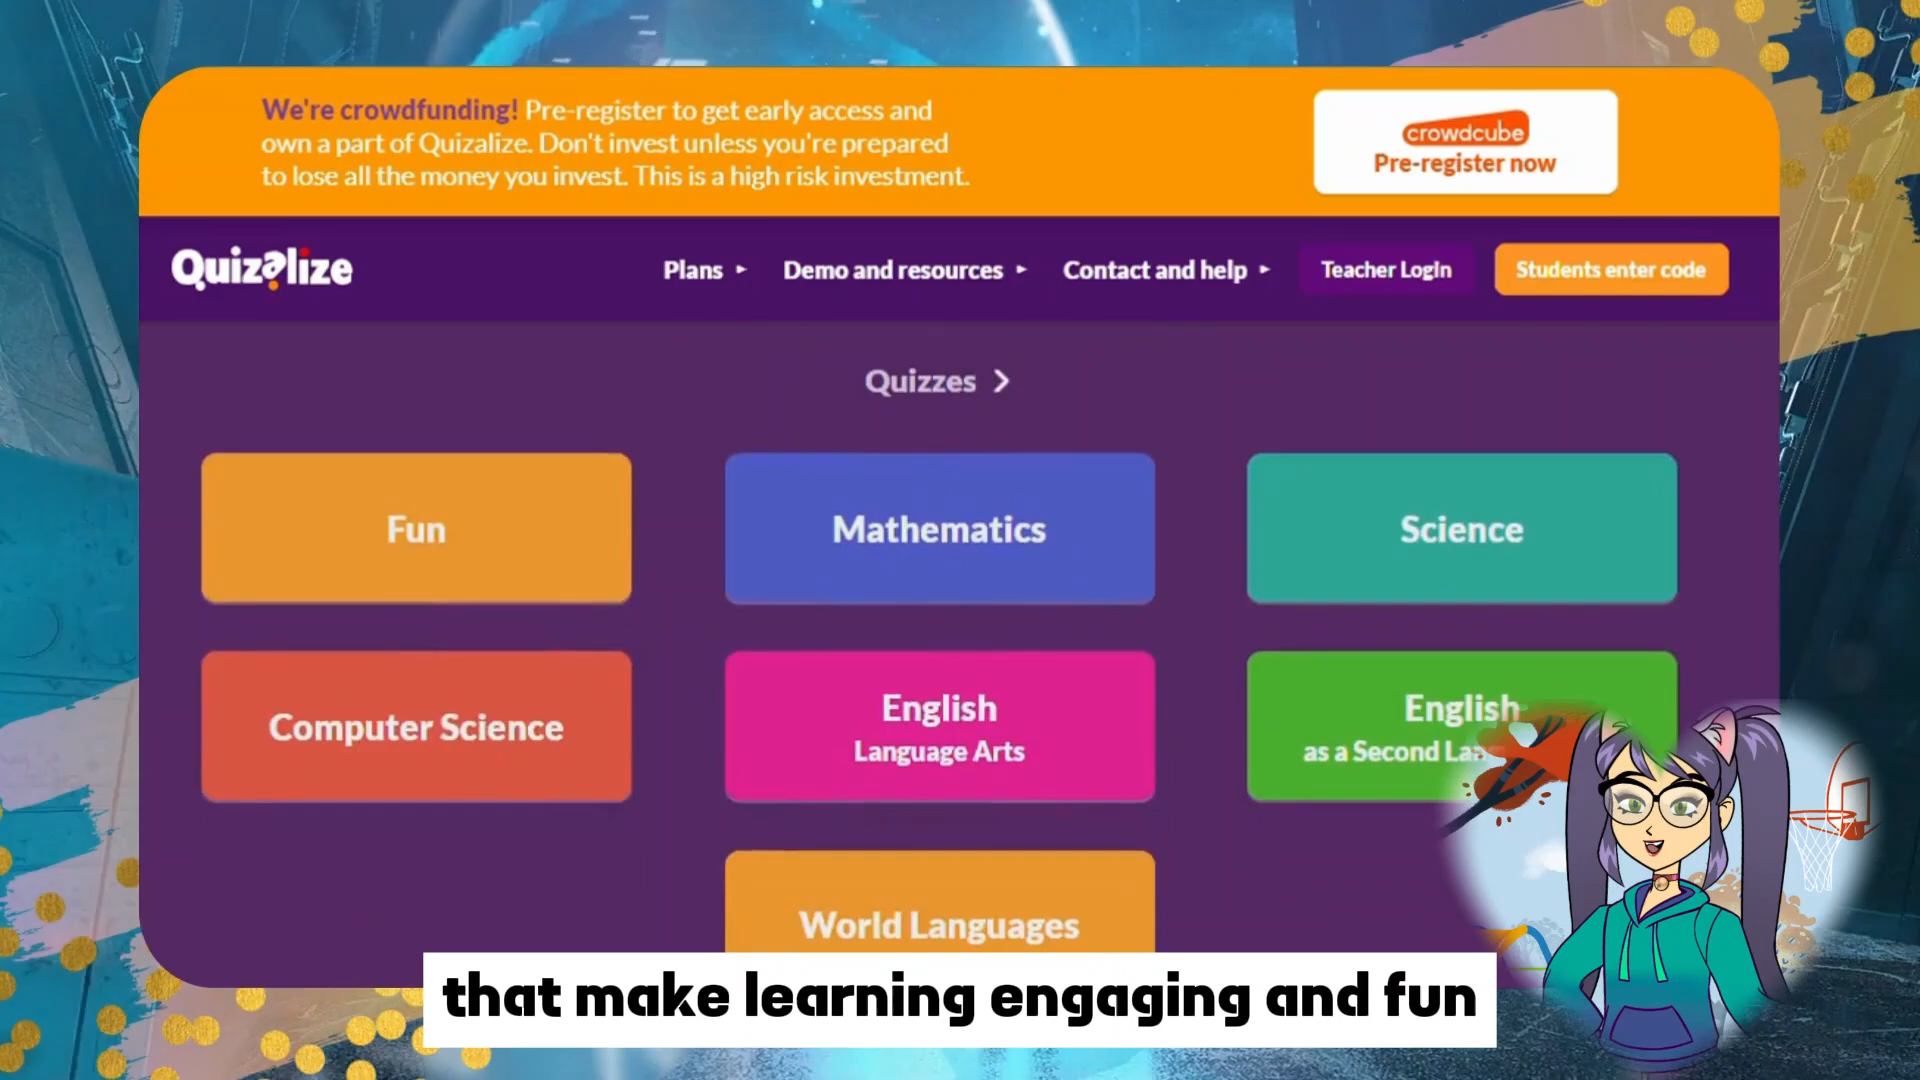 We're crowdfunding! Pre-register to get early access and
own a part of Quizalize. Don't invest unless you're prepared
to lose all the money you invest. This is a high risk investment.
crowdcube
Pre-register now
Quizalize
Plans
Demo and resources
Contact and help
Teacher Login
Students enter code
Quizzes
Fun
Mathematics
Science
Computer Science
English
Language Arts
English
as a Second
World Languages
that make learning engaging and fun